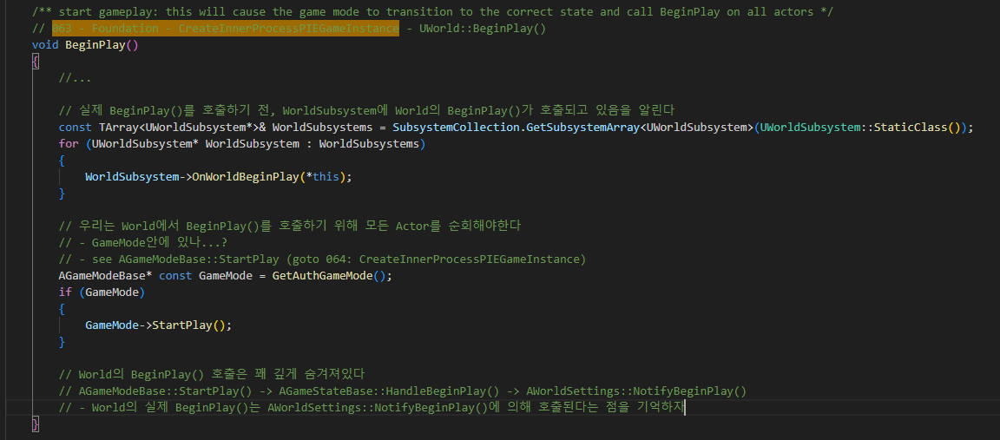 /** start gameplay: this will cause the game mode to transition to the correct state and call BeginPlay on all actors */
// 063 - Foundation - CreateInnerProcessPIEGameInstance - UWorld::BeginPlay()
void BeginPlay()
{
//...
// 실제 BeginPlay()를 호출하기 전, WorldSubsystem에 World의 BeginPlay()가 호출되고 있음을 알린다
const TArray<UWorldSubsystem*>& WorldSubsystems = SubsystemCollection.GetSubsystemArray<UWorldSubsystem>(UWorldSubsystem::StaticClass());
for (UWorldSubsystem* WorldSubsystem : WorldSubsystems)
{
WorldSubsystem->OnWorldBeginPlay(*this);
}
// 우리는 World에서 BeginPlay()를 호출하기 위해 모든 Actor를 순회해야한다
// - GameMode안에 있나...?
// - see AGameModeBase::StartPlay (goto 064: CreateInnerProcessPIEGameInstance)
AGameModeBase* const GameMode = GetAuthGameMode();
if (GameMode)
{
GameMode->StartPlay();
}
// World의 BeginPlay() 호출은 꽤 깊게 숨겨져있다
// AGameModeBase::StartPlay() -> AGameStateBase::HandleBeginPlay() -> AWorldSettings::NotifyBeginPlay()
// - World의 실제 BeginPlay()는 AWorldSettings::NotifyBeginPlay()에 의해 호출된다는 점을 기억하자
}